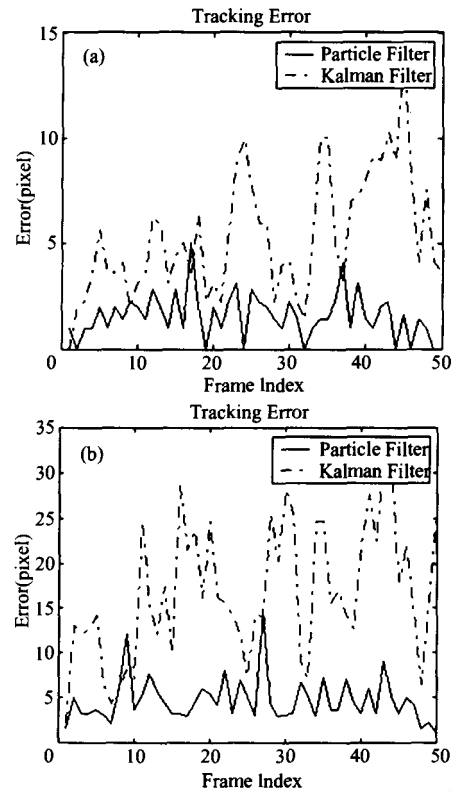 Tracking Error
(a)
Particle Filter
Kalman Filter
15
10
5
0
Error(pixel)
10 20 30 40 50
Frame Index
Tracking Error
(b)
Particle Filter
Kalman Filter
35
30
25
20
15
10
5
0
Error(pixel)
10 20 30 40 50
Frame Index